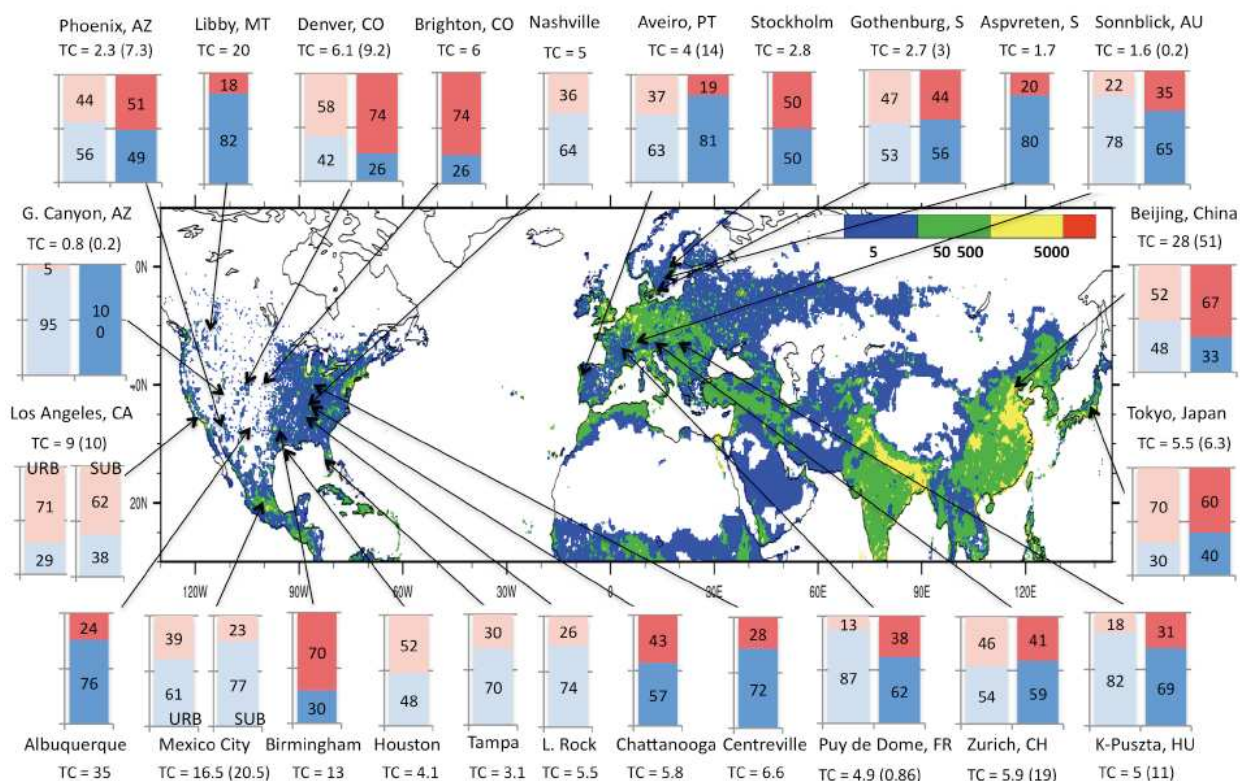 Phoenix, AZ Libby, MT Denver, CO Brighton, CO Nashville Aveiro, PT Stockholm Gothenburg, S Aspvreten, S Sonnblick, AU
TC = 2.3 (7.3) TC = 20 TC = 6.1 (9.2) TC = 6 TC = 5 TC = 4 (14) TC = 2.8 TC = 2.7 (3) TC = 1.7 TC = 1.6 (0.2)
44 51 18 58 74 74 36 37 19 50 47 44 20 22 35
56 49 82 42 26 26 64 63 81 50 53 56 80 78 65
G. Canyon, AZ
TC = 0.8 (0.2)
5
95
10
0
Los Angeles, CA
TC = 9 (10)
URB SUB
71 62
29 38
5 50 500 5000
0N
0N
20N
120W 90W 60W 30W 0 30E 60E 90E 120E
Beijing, China
TC = 28 (51)
52 67
48 33
Tokyo, Japan
TC = 5.5 (6.3)
70 60
30 40
24 39 23 70 52 30 26 43 28 13 38 46 41 18 31
76 61 77 30 48 70 74 57 72 87 62 54 59 82 69
URB SUB
Albuquerque Mexico City Birmingham Houston Tampa L. Rock Chattanooga Centreville Puy de Dome, FR Zurich, CH K-Puszta, HU
TC = 35 TC = 16.5 (20.5) TC = 13 TC = 4.1 TC = 3.1 TC = 5.5 TC = 5.8 TC = 6.6 TC = 4.9 (0.86) TC = 5.9 (19) TC = 5 (11)